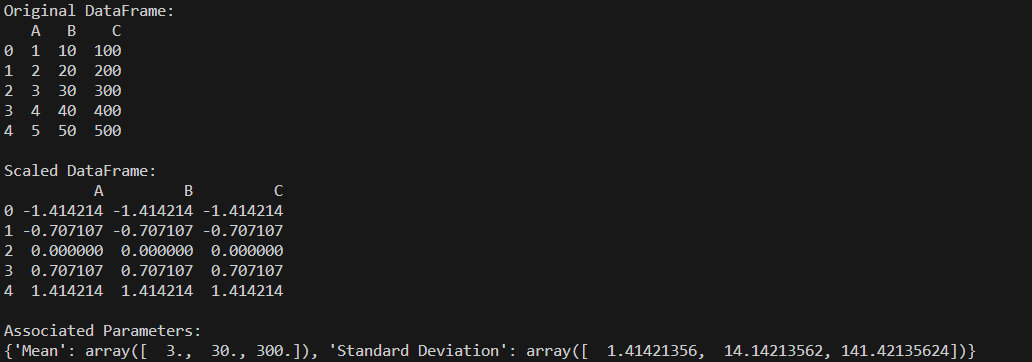 Original DataFrame:
   A   B    C
0  1  10  100
1  2  20  200
2  3  30  300
3  4  40  400
4  5  50  500

Scaled DataFrame:
          A         B         C
0 -1.414214 -1.414214 -1.414214
1 -0.707107 -0.707107 -0.707107
2  0.000000  0.000000  0.000000
3  0.707107  0.707107  0.707107
4  1.414214  1.414214  1.414214

Associated Parameters:
{'Mean': array([  3.,  30., 300.]), 'Standard Deviation': array([  1.41421356,  14.14213562, 141.42135624])}